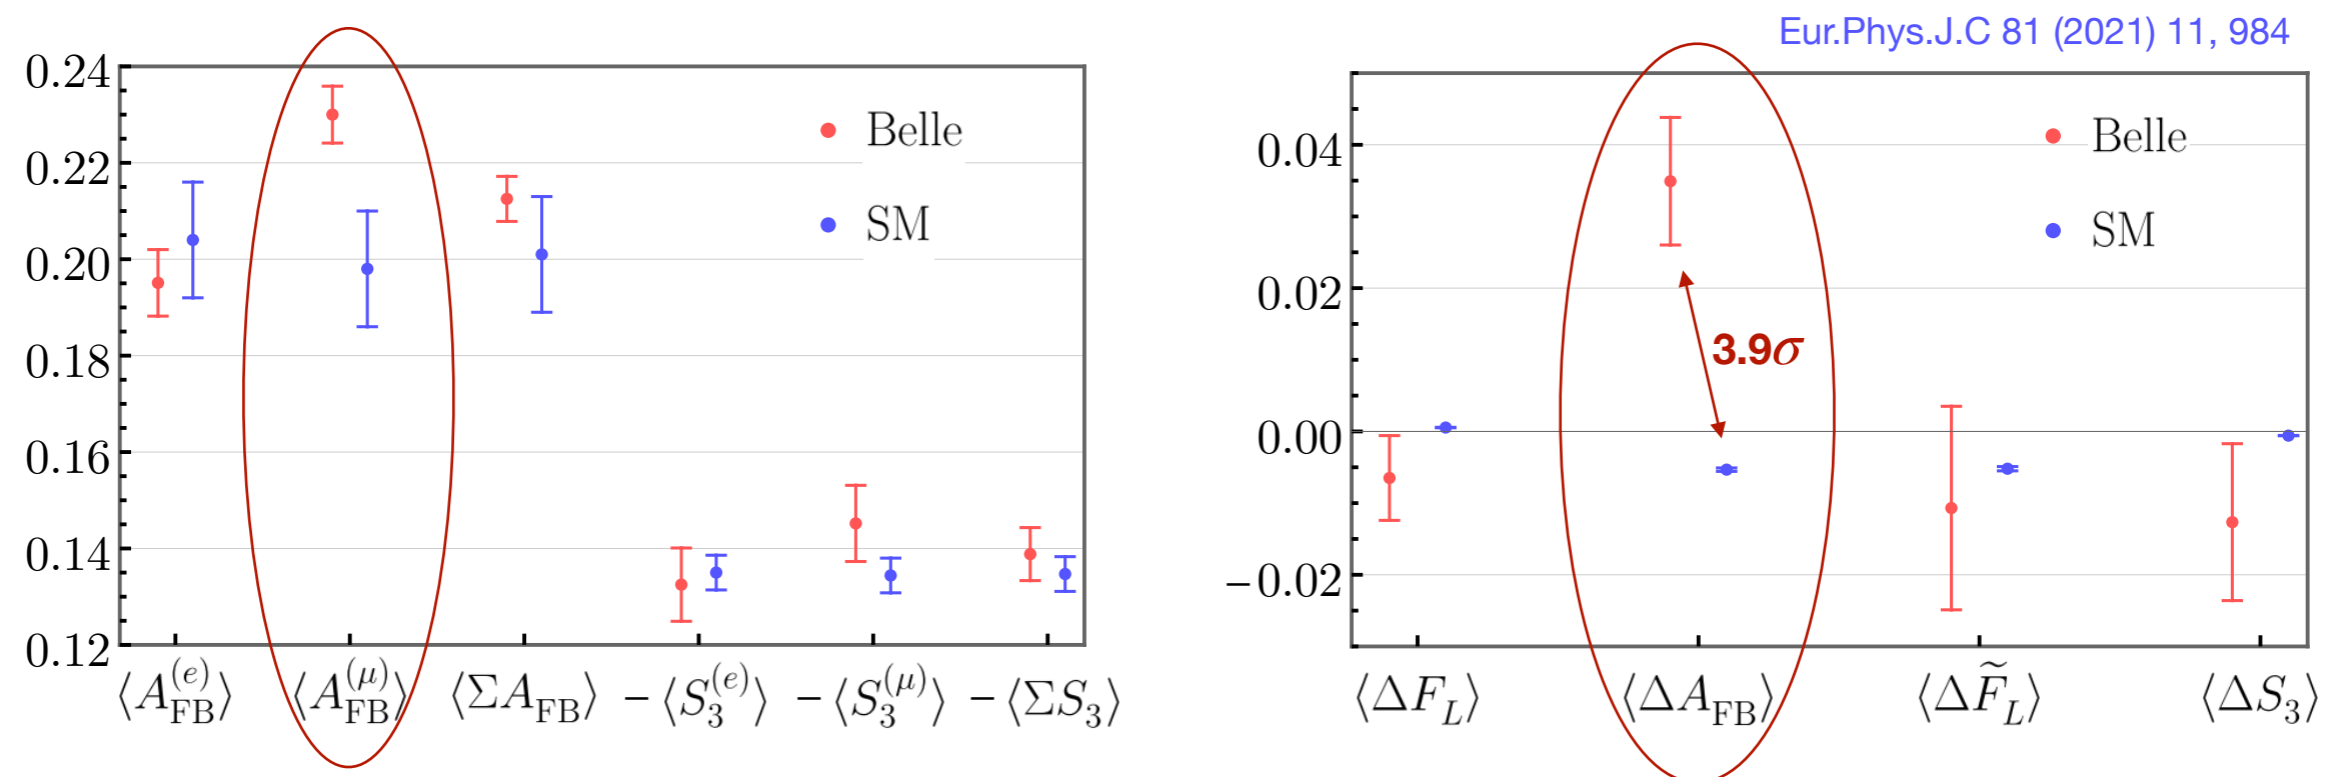 Eur.Phys.J.C 81 (2021) 11, 984
0.24
0.22
0.20
0.18
0.16
0.14
0.12
Belle
SM
⟨A_FB^(e)⟩ ⟨A_FB^(μ)⟩ ⟨ΣA_FB⟩ −⟨S_3^(e)⟩ −⟨S_3^(μ)⟩ −⟨ΣS_3⟩
0.04
0.02
0.00
−0.02
Belle
SM
3.9σ
⟨ΔF_L⟩ ⟨ΔA_FB⟩ ⟨ΔF̃_L⟩ ⟨ΔS_3⟩